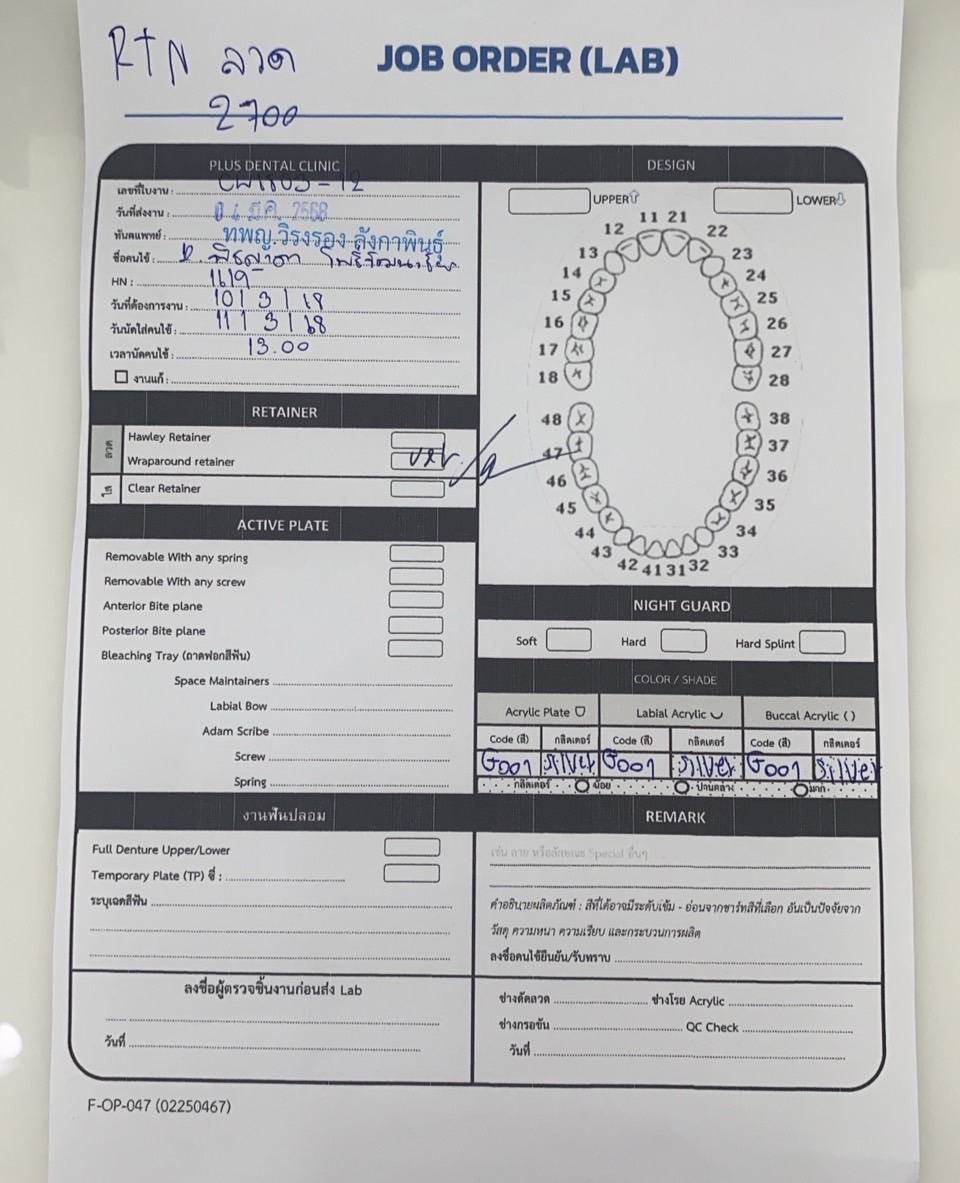 RTN ลวด
JOB ORDER (LAB)
2700
PLUS DENTAL CLINIC
เลขที่ใบงาน :
วันที่ส่งงาน : 2568
ทันตแพทย์ : ทพญ.วิรงรอง ลังกาพินธุ์
ชื่อคนไข้ :
HN : 1619
วันที่ต้องการงาน : 10 / 3 / 68
วันนัดใส่คนไข้ : 11 / 3 / 68
เวลานัดคนไข้ : 13.00
งานแก้ :
RETAINER
ลวด
Hawley Retainer
Wraparound retainer
ใส
Clear Retainer
ACTIVE PLATE
Removable With any spring
Removable With any screw
Anterior Bite plane
Posterior Bite plane
Bleaching Tray (ถาดฟอกสีฟัน)
Space Maintainers
Labial Bow
Adam Scribe
Screw
Spring
งานฟันปลอม
Full Denture Upper/Lower
Temporary Plate (TP) ซี่ :
ระบุเฉดสีฟัน
ลงชื่อผู้ตรวจชิ้นงานก่อนส่ง Lab
วันที่
DESIGN
UPPER LOWER
11 21
12 22
13 23
14 24
15 25
16 26
17 27
18 28
48 38
47 37
46 36
45 35
44 34
43 33
42 41 31 32
NIGHT GUARD
Soft Hard Hard Splint
COLOR / SHADE
Acrylic Plate Labial Acrylic Buccal Acrylic ( )
Code (สี) กลิตเตอร์ Code (สี) กลิตเตอร์ Code (สี) กลิตเตอร์
G001 Silver G001 Silver G001 Silver
กลิตเตอร์ น้อย ปานกลาง มาก
REMARK
เช่น ลาย หรือลักษณะ Special อื่นๆ
คำอธิบายผลิตภัณฑ์ : สีที่ได้อาจมีระดับเข้ม - อ่อนจากชาร์ทสีที่เลือก อันเป็นปัจจัยจาก
วัสดุ ความหนา ความเรียบ และกระบวนการผลิต
ลงชื่อคนไข้ยืนยัน/รับทราบ
ช่างดัดลวด ช่างโรย Acrylic
ช่างกรอขัด QC Check
วันที่
F-OP-047 (02250467)